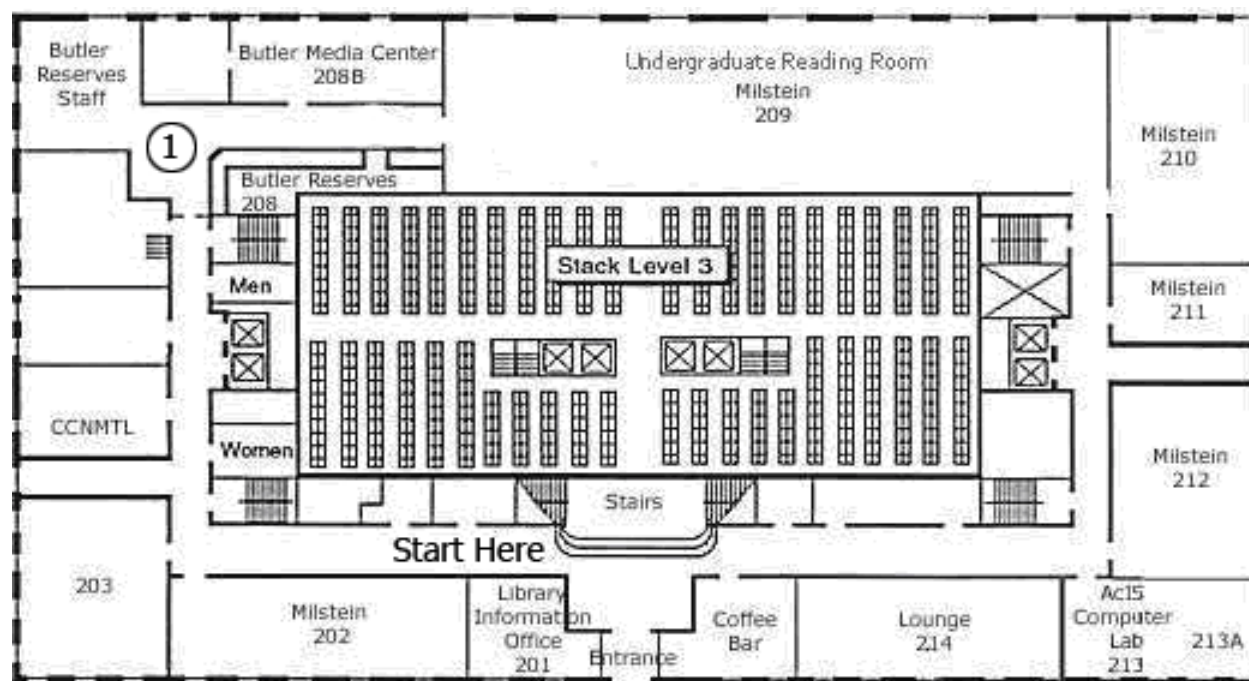 Butler
Reserves
Staff
Butler Media Center
208B
Undergraduate Reading Room
Milstein
209
Milstein
210
1
Butler Reserves
208
Stack Level 3
Men
Milstein
211
CCNMTL
Women
Milstein
212
Stairs
Start Here
203
Milstein
202
Library
Information
Office
201
Entrance
Coffee
Bar
Lounge
214
AcIS
Computer
Lab
213
213A